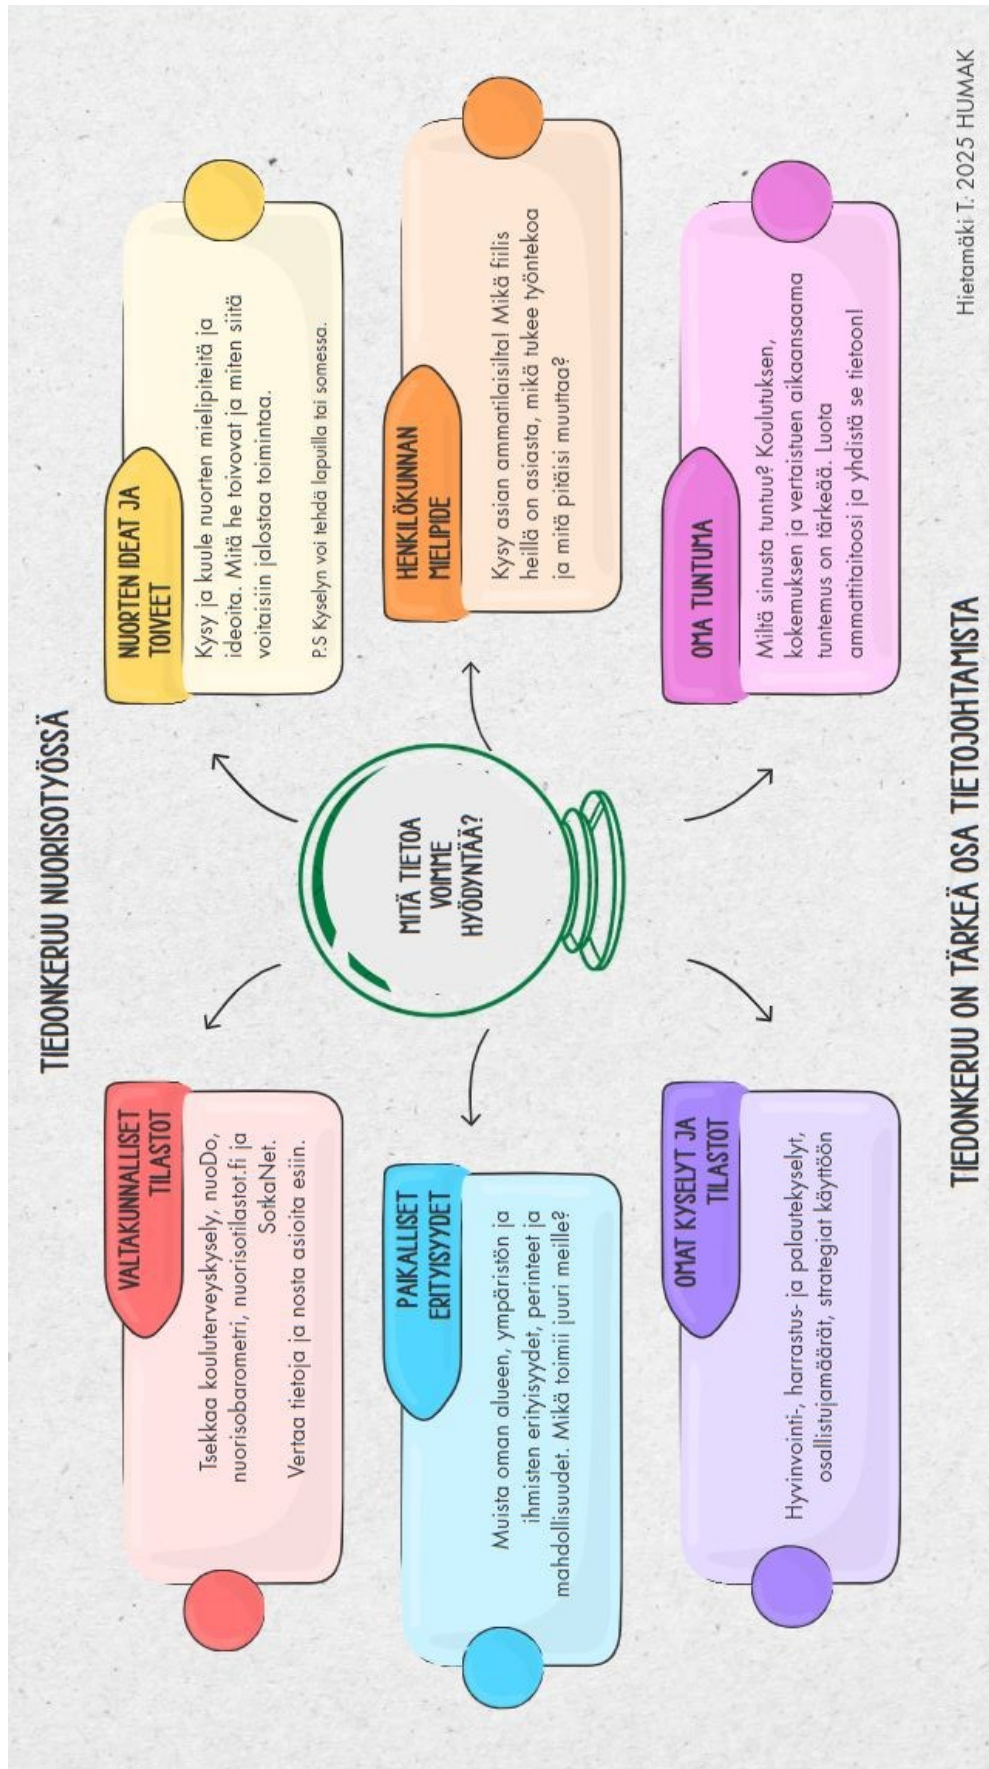 TIEDONKERUU NUORISOTYÖSSÄ
VALTAKUNNALLISET
TILASTOT
Tsekkaa kouluterveyskysely, nuoDo,
nuorisobarometri, nuorisotilastot.fi ja
SotkaNet.
Vertaa tietoja ja nosta asioita esiin.
PAIKALLISET
ERITYISYYDET
Muista oman alueen, ympäristön ja
ihmisten erityisyydet, perinteet ja
mahdollisuudet. Mikä toimii juuri meille?
OMAT KYSELYT JA
TILASTOT
Hyvinvointi-, harrastus- ja palautekyselyt,
osallistujamäärät, strategiat käyttöön
MITÄ TIETOA
VOIMME
HYÖDYNTÄÄ?
NUORTEN IDEAT JA
TOIVEET
Kysy ja kuule nuorten mielipiteitä ja
ideoita. Mitä he toivovat ja miten siitä
voitaisiin jalostaa toimintaa.
P.S Kyselyn voi tehdä lapuilla tai somessa.
HENKILÖKUNNAN
MIELIPIDE
Kysy asian ammatilaisilta! Mikä fiilis
heillä on asiasta, mikä tukee työntekoa
ja mitä pitäisi muuttaa?
OMA TUNTUMA
Miltä sinusta tuntuu? Koulutuksen,
kokemuksen ja vertaistuen aikaansaama
tuntemus on tärkeää. Luota
ammattitaitoosi ja yhdistä se tietoon!
TIEDONKERUU ON TÄRKEÄ OSA TIETOJOHTAMISTA
Hietamäki T. 2025 HUMAK